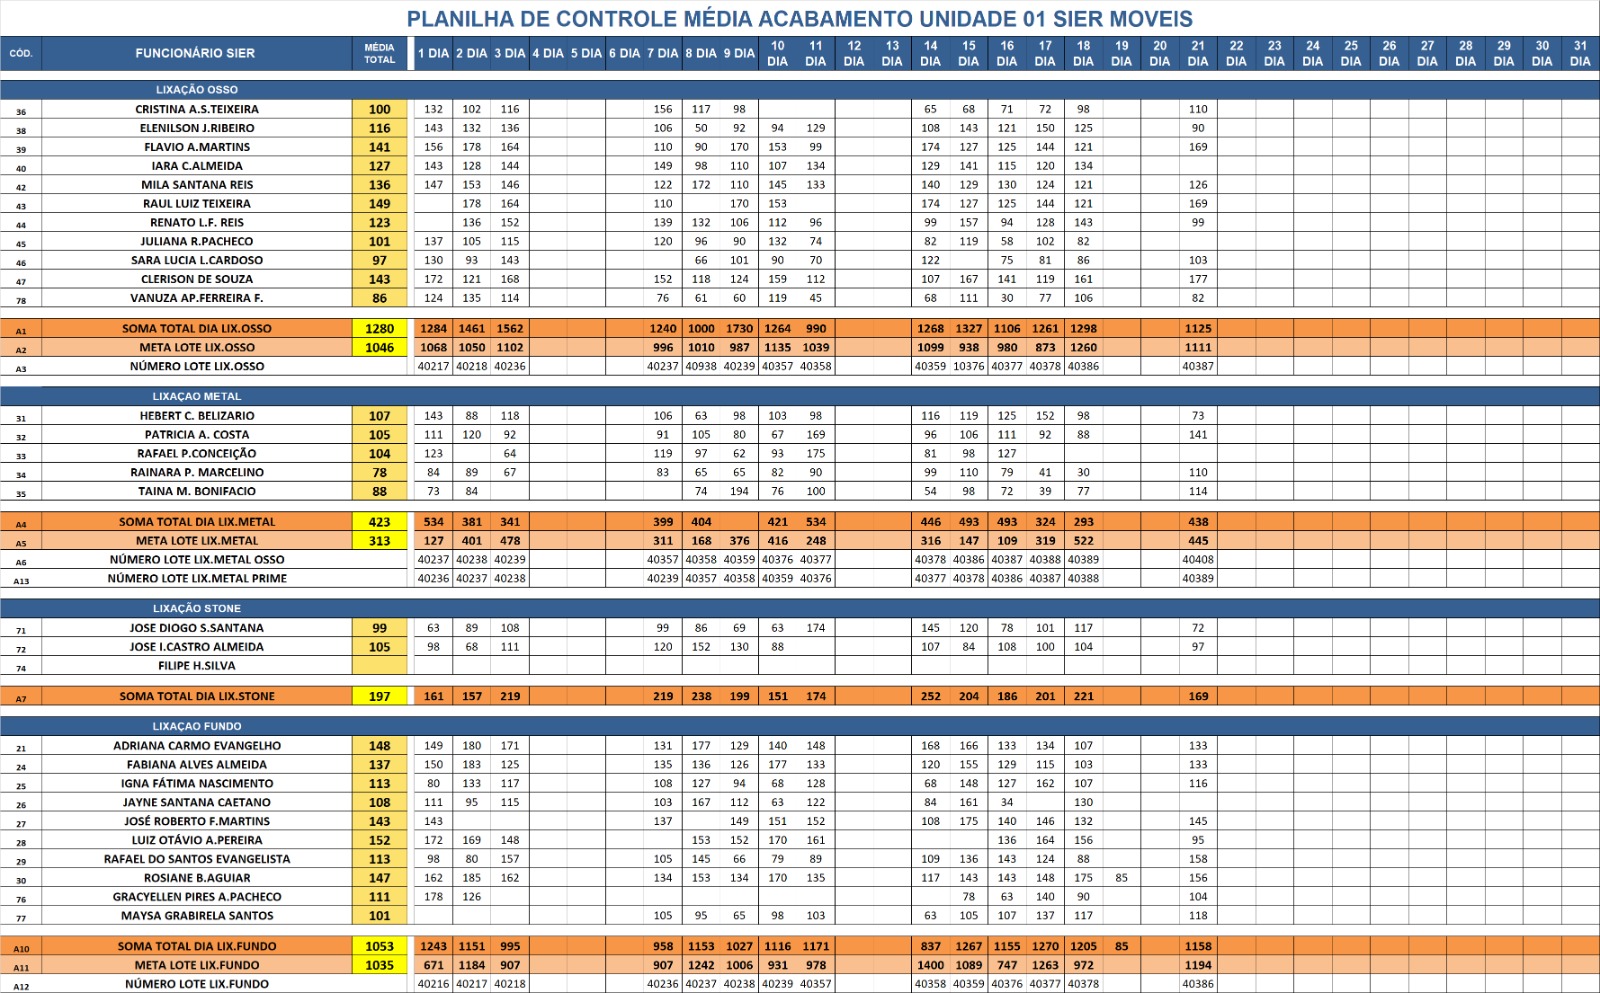 PLANILHA DE CONTROLE MÉDIA ACABAMENTO UNIDADE 01 SIER MOVEIS
CÓD. FUNCIONÁRIO SIER MÉDIA TOTAL 1 DIA 2 DIA 3 DIA 4 DIA 5 DIA 6 DIA 7 DIA 8 DIA 9 DIA 10 DIA 11 DIA 12 DIA 13 DIA 14 DIA 15 DIA 16 DIA 17 DIA 18 DIA 19 DIA 20 DIA 21 DIA 22 DIA 23 DIA 24 DIA 25 DIA 26 DIA 27 DIA 28 DIA 29 DIA 30 DIA 31 DIA
LIXAÇÃO OSSO
36 CRISTINA A.S.TEIXEIRA 100 132 102 116 156 117 98 65 68 71 72 98 110
38 ELENILSON J.RIBEIRO 116 143 132 136 106 50 92 94 129 108 143 121 150 125 90
39 FLAVIO A.MARTINS 141 156 178 164 110 90 170 153 99 174 127 125 144 121 169
40 IARA C.ALMEIDA 127 143 128 144 149 98 110 107 134 129 141 115 120 134
42 MILA SANTANA REIS 136 147 153 146 122 172 110 145 133 140 129 130 124 121 126
43 RAUL LUIZ TEIXEIRA 149 178 164 110 170 153 174 127 125 144 121 169
44 RENATO L.F. REIS 123 136 152 139 132 106 112 96 99 157 94 128 143 99
45 JULIANA R.PACHECO 101 137 105 115 120 96 90 132 74 82 119 58 102 82
46 SARA LUCIA L.CARDOSO 97 130 93 143 66 101 90 70 122 75 81 86 103
47 CLERISON DE SOUZA 143 172 121 168 152 118 124 159 112 107 167 141 119 161 177
78 VANUZA AP.FERREIRA F. 86 124 135 114 76 61 60 119 45 68 111 30 77 106 82
A1 SOMA TOTAL DIA LIX.OSSO 1280 1284 1461 1562 1240 1000 1730 1264 990 1268 1327 1106 1261 1298 1125
A2 META LOTE LIX.OSSO 1046 1068 1050 1102 996 1010 987 1135 1039 1099 938 980 873 1260 1111
A3 NÚMERO LOTE LIX.OSSO 40217 40218 40236 40237 40938 40239 40357 40358 40359 10376 40377 40378 40386 40387
LIXAÇAO METAL
31 HEBERT C. BELIZARIO 107 143 88 118 106 63 98 103 98 116 119 125 152 98 73
32 PATRICIA A. COSTA 105 111 120 92 91 105 80 67 169 96 106 111 92 88 141
33 RAFAEL P.CONCEIÇÃO 104 123 64 119 97 62 93 175 81 98 127
34 RAINARA P. MARCELINO 78 84 89 67 83 65 65 82 90 99 110 79 41 30 110
35 TAINA M. BONIFACIO 88 73 84 74 194 76 100 54 98 72 39 77 114
A4 SOMA TOTAL DIA LIX.METAL 423 534 381 341 399 404 421 534 446 493 493 324 293 438
A5 META LOTE LIX.METAL 313 127 401 478 311 168 376 416 248 316 147 109 319 522 445
A6 NÚMERO LOTE LIX.METAL OSSO 40237 40238 40239 40357 40358 40359 40376 40377 40378 40386 40387 40388 40389 40408
A13 NÚMERO LOTE LIX.METAL PRIME 40236 40237 40238 40239 40357 40358 40359 40376 40377 40378 40386 40387 40388 40389
LIXAÇÃO STONE
71 JOSE DIOGO S.SANTANA 99 63 89 108 99 86 69 63 174 145 120 78 101 117 72
72 JOSE I.CASTRO ALMEIDA 105 98 68 111 120 152 130 88 107 84 108 100 104 97
74 FILIPE H.SILVA
A7 SOMA TOTAL DIA LIX.STONE 197 161 157 219 219 238 199 151 174 252 204 186 201 221 169
LIXAÇAO FUNDO
21 ADRIANA CARMO EVANGELHO 148 149 180 171 131 177 129 140 148 168 166 133 134 107 133
24 FABIANA ALVES ALMEIDA 137 150 183 125 135 136 126 177 133 120 155 129 115 103 133
25 IGNA FÁTIMA NASCIMENTO 113 80 133 117 108 127 94 68 128 68 148 127 162 107 116
26 JAYNE SANTANA CAETANO 108 111 95 115 103 167 112 63 122 84 161 34 130
27 JOSÉ ROBERTO F.MARTINS 143 143 137 149 151 152 108 175 140 146 132 145
28 LUIZ OTÁVIO A.PEREIRA 152 172 169 148 153 152 170 161 136 164 156 95
29 RAFAEL DO SANTOS EVANGELISTA 113 98 80 157 105 145 66 79 89 109 136 143 124 88 158
30 ROSIANE B.AGUIAR 147 162 185 162 134 153 134 170 135 117 143 143 148 175 85 156
76 GRACYELLEN PIRES A.PACHECO 111 178 126 78 63 140 90 104
77 MAYSA GRABIRELA SANTOS 101 105 95 65 98 103 63 105 107 137 117 118
A10 SOMA TOTAL DIA LIX.FUNDO 1053 1243 1151 995 958 1153 1027 1116 1171 837 1267 1155 1270 1205 85 1158
A11 META LOTE LIX.FUNDO 1035 671 1184 907 907 1242 1006 931 978 1400 1089 747 1263 972 1194
A12 NÚMERO LOTE LIX.FUNDO 40216 40217 40218 40236 40237 40238 40239 40357 40358 40359 40376 40377 40378 40386